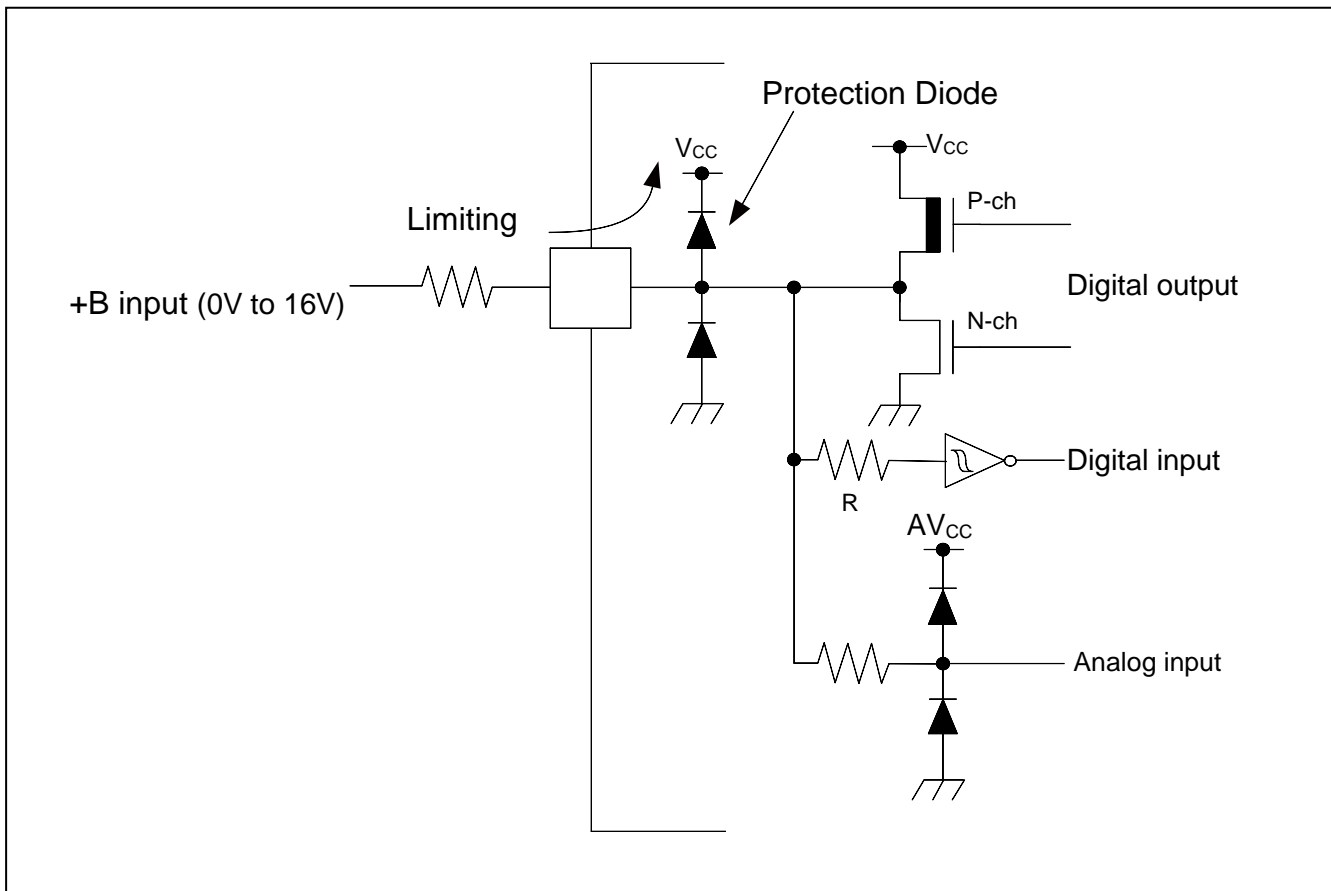 Protection Diode
VCC
VCC
P-ch
Limiting
+B input (0V to 16V)
Digital output
N-ch
Digital input
R
AVCC
Analog input